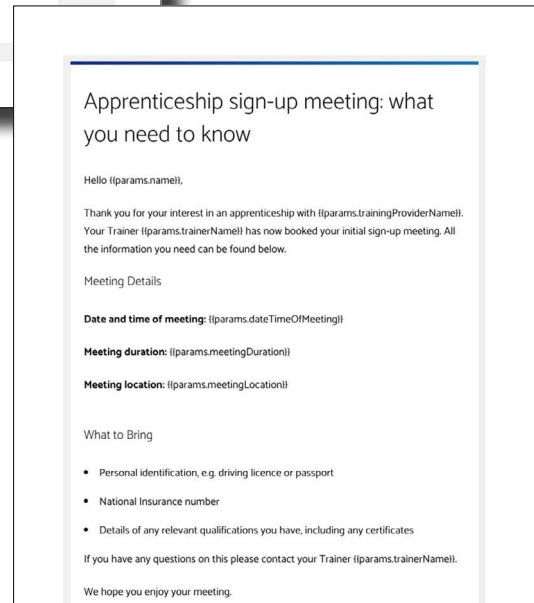 Apprenticeship sign-up meeting: what
you need to know
Hello {{params.name}},
Thank you for your interest in an apprenticeship with {{params.trainingProviderName}}.
Your Trainer {{params.trainerName}} has now booked your initial sign-up meeting. All
the information you need can be found below.
Meeting Details
Date and time of meeting: {{params.dateTimeOfMeeting}}
Meeting duration: {{params.meetingDuration}}
Meeting location: {{params.meetingLocation}}
What to Bring
• Personal identification, e.g. driving licence or passport
• National Insurance number
• Details of any relevant qualifications you have, including any certificates
If you have any questions on this please contact your Trainer {{params.trainerName}}.
We hope you enjoy your meeting.